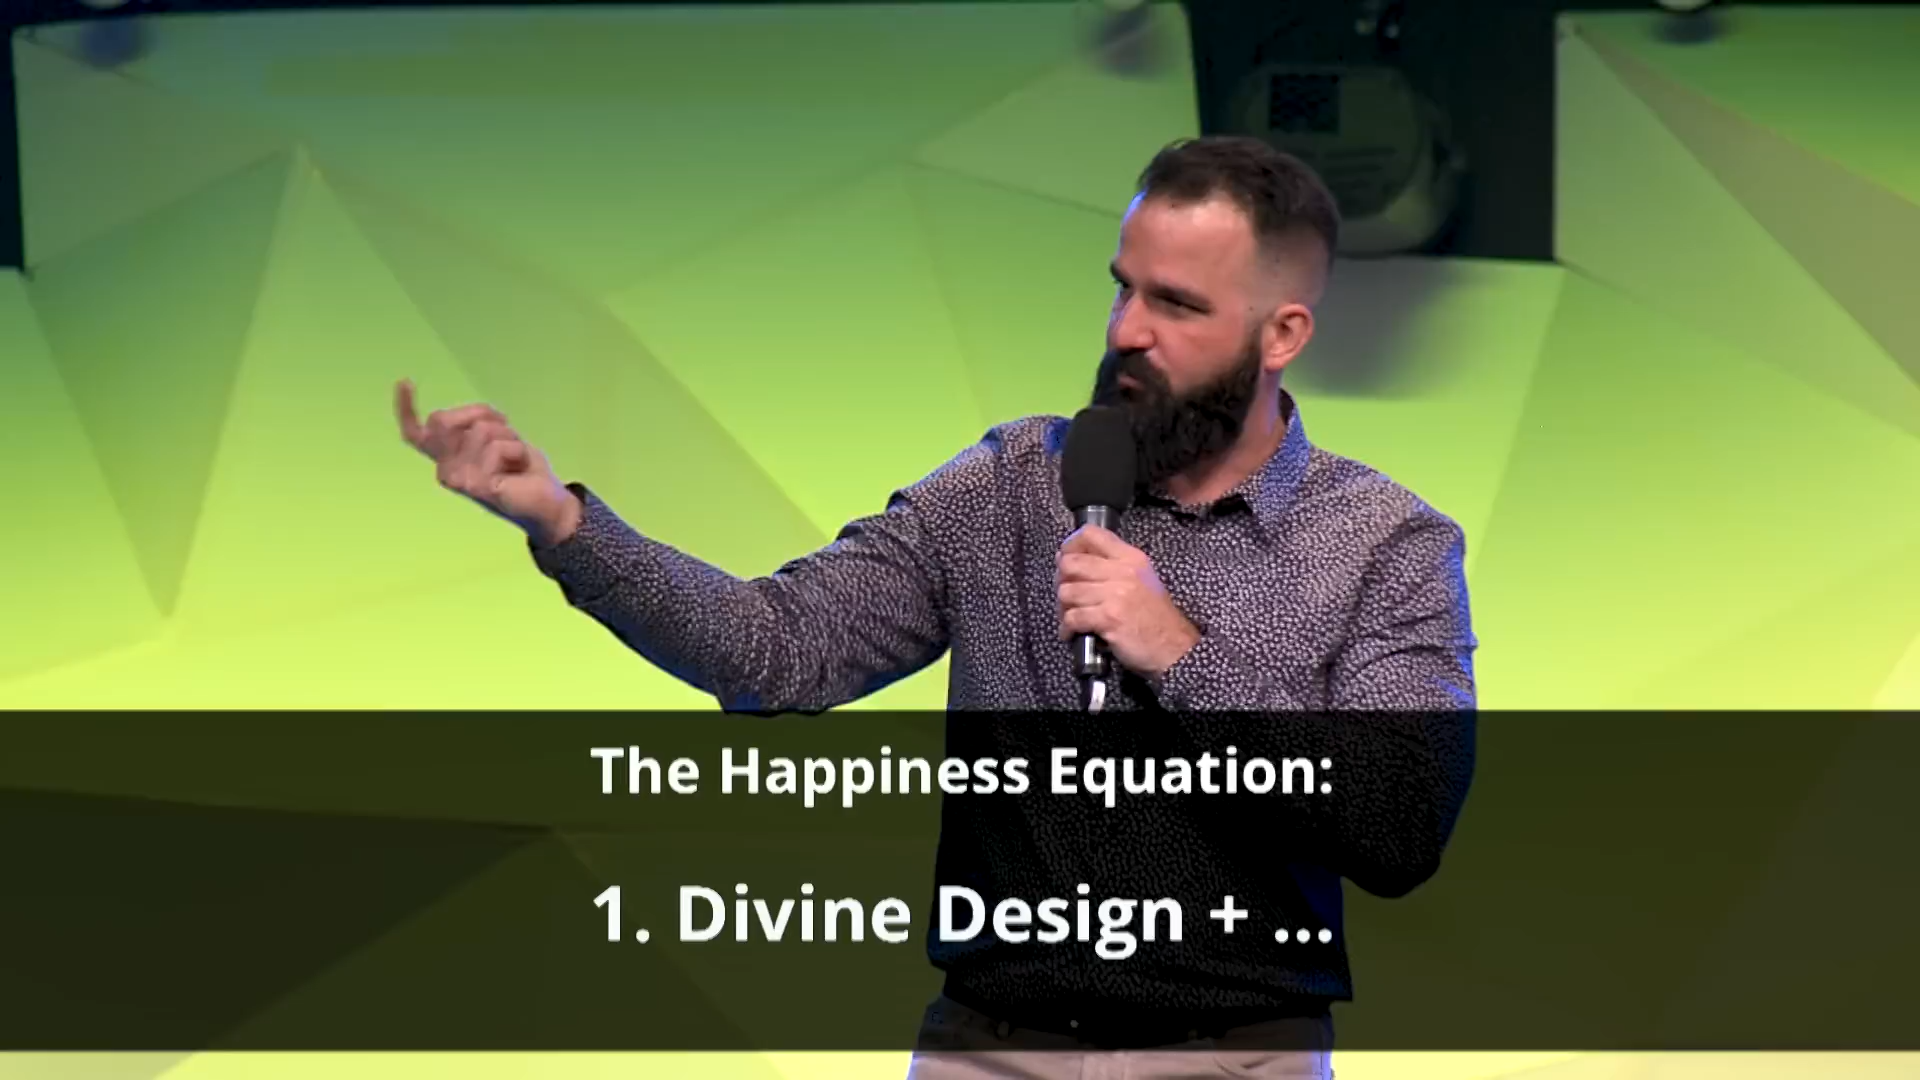 The Happiness Equation:
1. Divine Design + ...